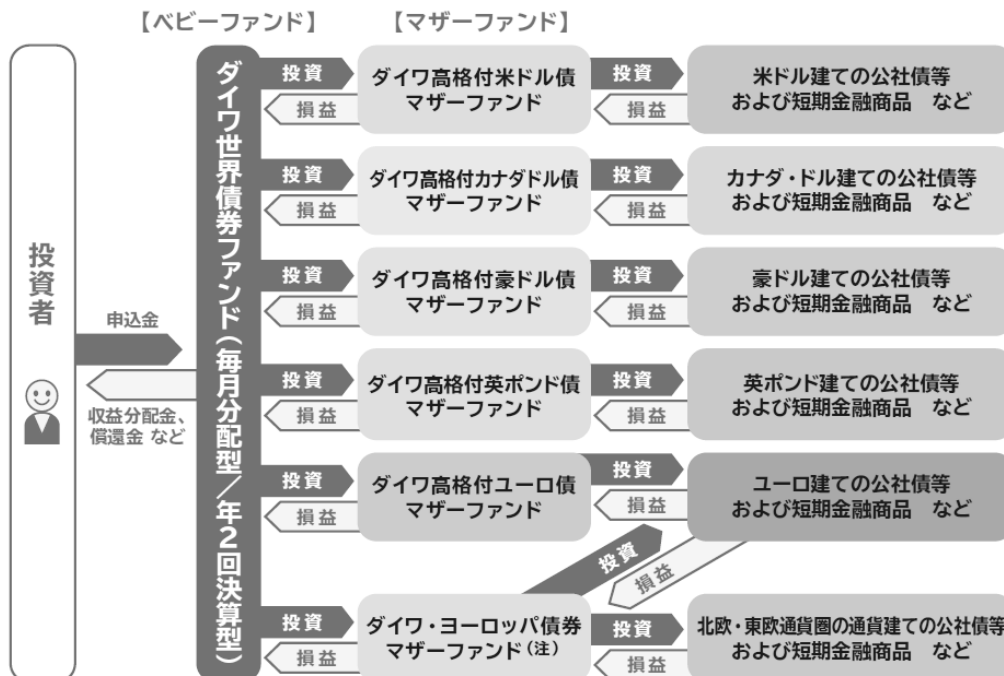 【ベビーファンド】
【マザーファンド】
投資者
申込金
収益分配金、
償還金 など
ダイワ世界債券ファンド(毎月分配型/年2回決算型)
投資
損益
ダイワ高格付米ドル債
マザーファンド
投資
損益
米ドル建ての公社債等
および短期金融商品 など
投資
損益
ダイワ高格付カナダドル債
マザーファンド
投資
損益
カナダ・ドル建ての公社債等
および短期金融商品 など
投資
損益
ダイワ高格付豪ドル債
マザーファンド
投資
損益
豪ドル建ての公社債等
および短期金融商品 など
投資
損益
ダイワ高格付英ポンド債
マザーファンド
投資
損益
英ポンド建ての公社債等
および短期金融商品 など
投資
損益
ダイワ高格付ユーロ債
マザーファンド
投資
損益
ユーロ建ての公社債等
および短期金融商品 など
投資
損益
投資
損益
ダイワ・ヨーロッパ債券
マザーファンド(注)
投資
損益
北欧・東欧通貨圏の通貨建ての公社債等
および短期金融商品 など